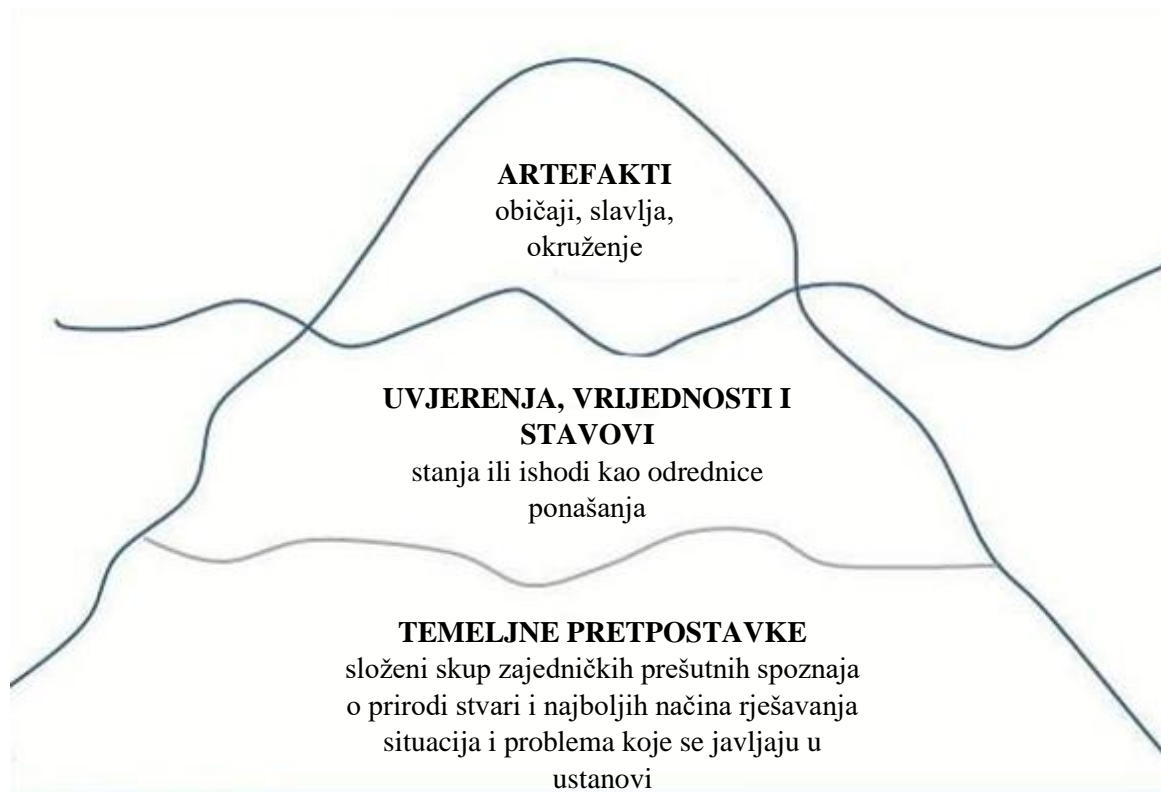 ARTEFAKTI
običaji, slavlja,
okruženje
UVJERENJA, VRIJEDNOSTI I
STAVOVI
stanja ili ishodi kao odrednice
ponašanja
TEMELJNE PRETPOSTAVKE
složeni skup zajedničkih prešutnih spoznaja
o prirodi stvari i najboljih načina rješavanja
situacija i problema koje se javljaju u
ustanovi